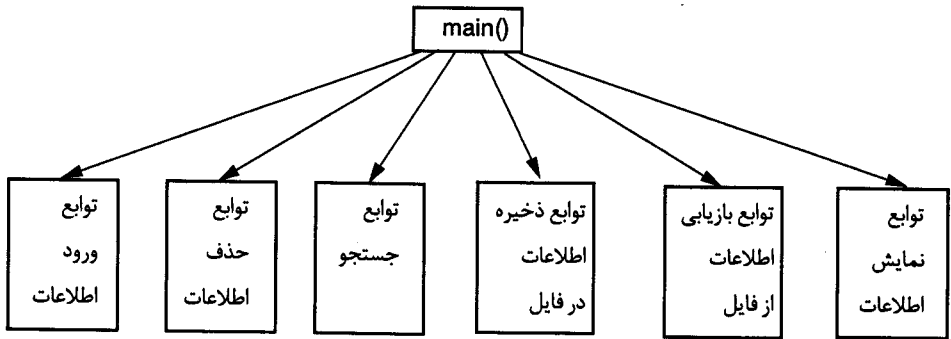 main()
توابع
ورود
اطلاعات
توابع
حذف
اطلاعات
توابع
جستجو
توابع ذخیره
اطلاعات
در فایل
توابع بازیابی
اطلاعات
از فایل
توابع
نمایش
اطلاعات